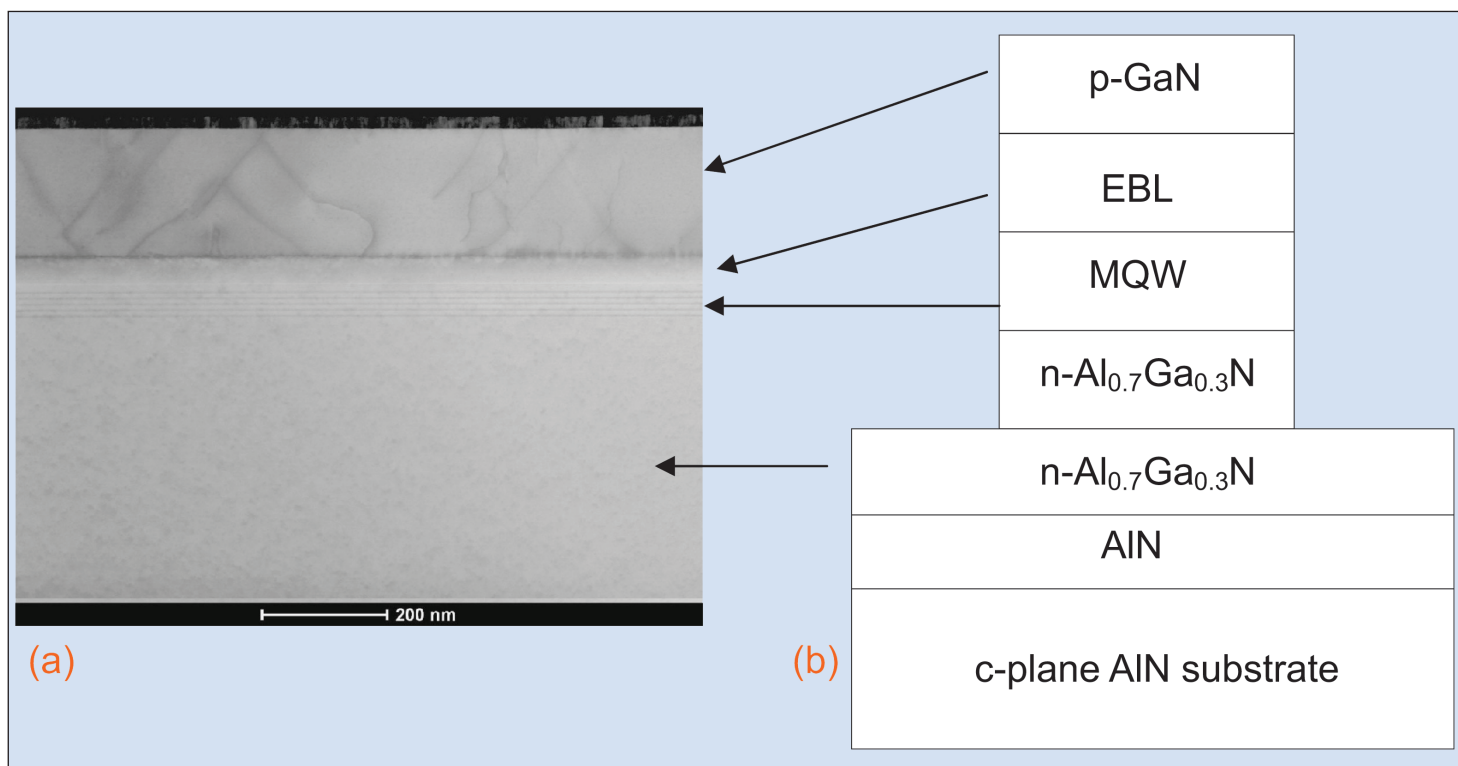 p-GaN
EBL
MQW
n-Al₀.₇Ga₀.₃N
n-Al₀.₇Ga₀.₃N
AlN
c-plane AlN substrate
200 nm
(a)
(b)